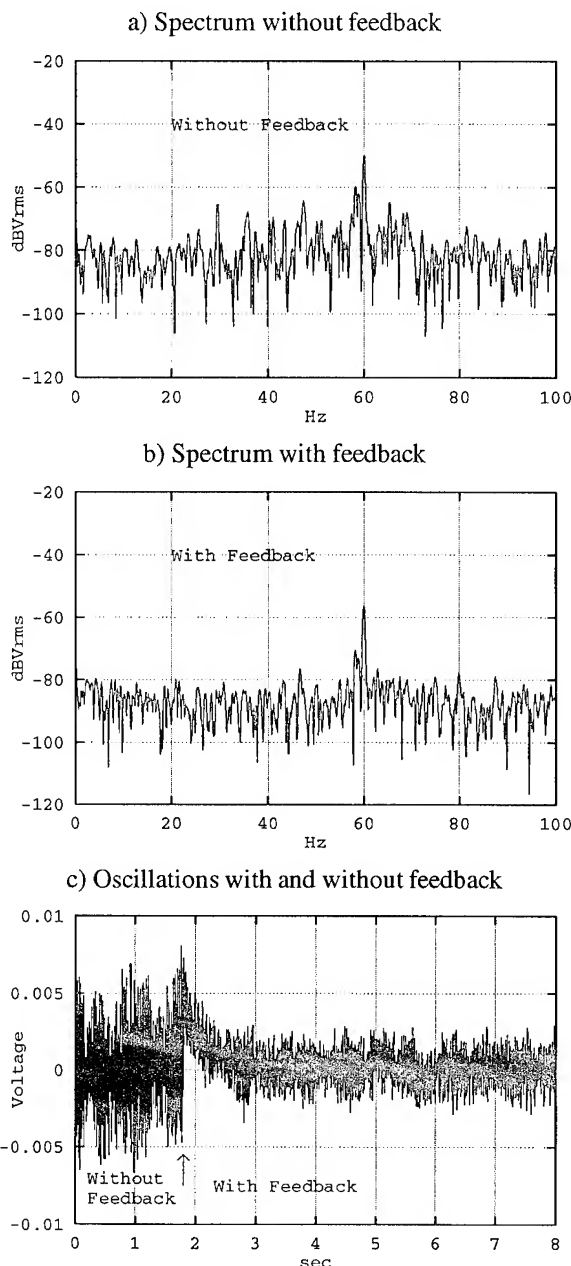 a) Spectrum without feedback
-20
-40
-60
-80
-100
-120
dBVrms
Without Feedback
0 20 40 60 80 100
Hz
b) Spectrum with feedback
-20
-40
-60
-80
-100
-120
dBVrms
With Feedback
0 20 40 60 80 100
Hz
c) Oscillations with and without feedback
0.01
0.005
0
-0.005
-0.01
Voltage
Without
Feedback
With Feedback
0 1 2 3 4 5 6 7 8
sec